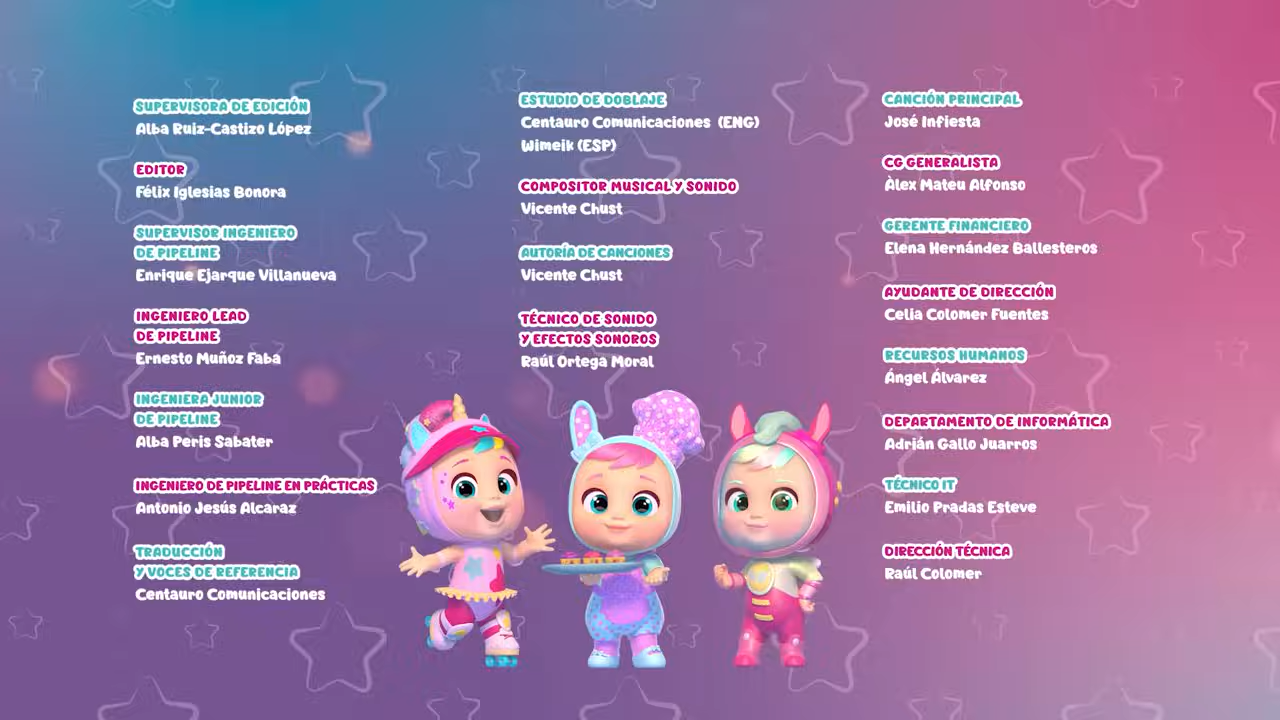 SUPERVISORA DE EDICIÓN
Alba Ruiz-Castizo López
EDITOR
Félix Iglesias Bonora
SUPERVISOR INGENIERO
DE PIPELINE
Enrique Ejarque Villanueva
INGENIERO LEAD
DE PIPELINE
Ernesto Muñoz Faba
INGENIERA JUNIOR
DE PIPELINE
Alba Peris Sabater
INGENIERO DE PIPELINE EN PRÁCTICAS
Antonio Jesús Alcaraz
TRADUCCIÓN
Y VOCES DE REFERENCIA
Centauro Comunicaciones
ESTUDIO DE DOBLAJE
Centauro Comunicaciones (ENG)
Wimeik (ESP)
COMPOSITOR MUSICAL Y SONIDO
Vicente Chust
AUTORÍA DE CANCIONES
Vicente Chust
TÉCNICO DE SONIDO
Y EFECTOS SONOROS
Raúl Ortega Moral
CANCIÓN PRINCIPAL
José Infiesta
CG GENERALISTA
Àlex Mateu Alfonso
GERENTE FINANCIERO
Elena Hernández Ballesteros
AYUDANTE DE DIRECCIÓN
Celia Colomer Fuentes
RECURSOS HUMANOS
Ángel Álvarez
DEPARTAMENTO DE INFORMÁTICA
Adrián Gallo Juarros
TÉCNICO IT
Emilio Pradas Esteve
DIRECCIÓN TÉCNICA
Raúl Colomer